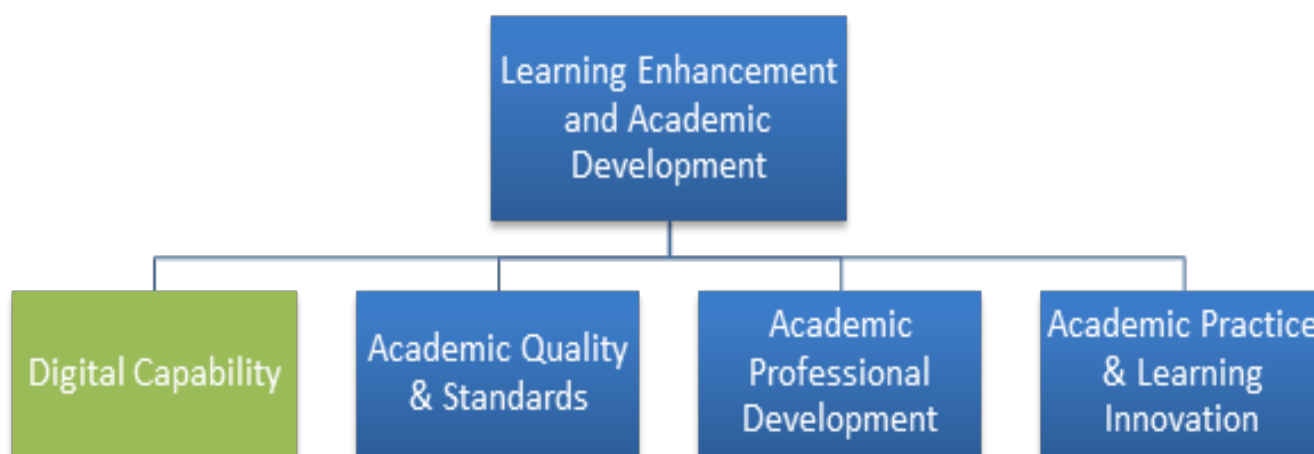 Learning Enhancement
and Academic
Development
Digital Capability
Academic Quality
& Standards
Academic
Professional
Development
Academic Practice
& Learning
Innovation